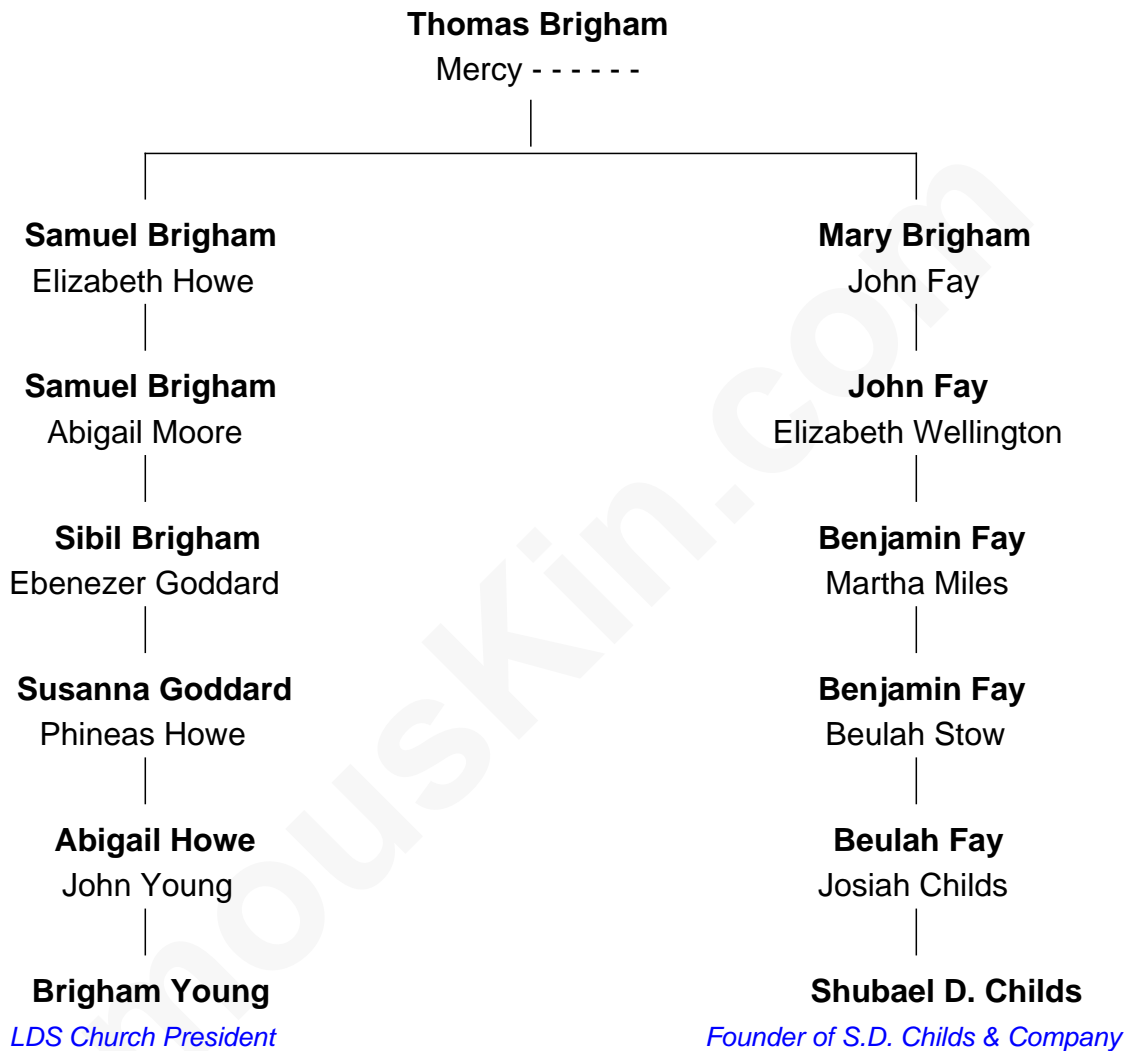 Thomas Brigham
Mercy - - - - - -
Samuel Brigham
Elizabeth Howe
Mary Brigham
John Fay
Samuel Brigham
Abigail Moore
John Fay
Elizabeth Wellington
Sibil Brigham
Ebenezer Goddard
Benjamin Fay
Martha Miles
Susanna Goddard
Phineas Howe
Benjamin Fay
Beulah Stow
Abigail Howe
John Young
Beulah Fay
Josiah Childs
Brigham Young
LDS Church President
Shubael D. Childs
Founder of S.D. Childs & Company
mousKin.com